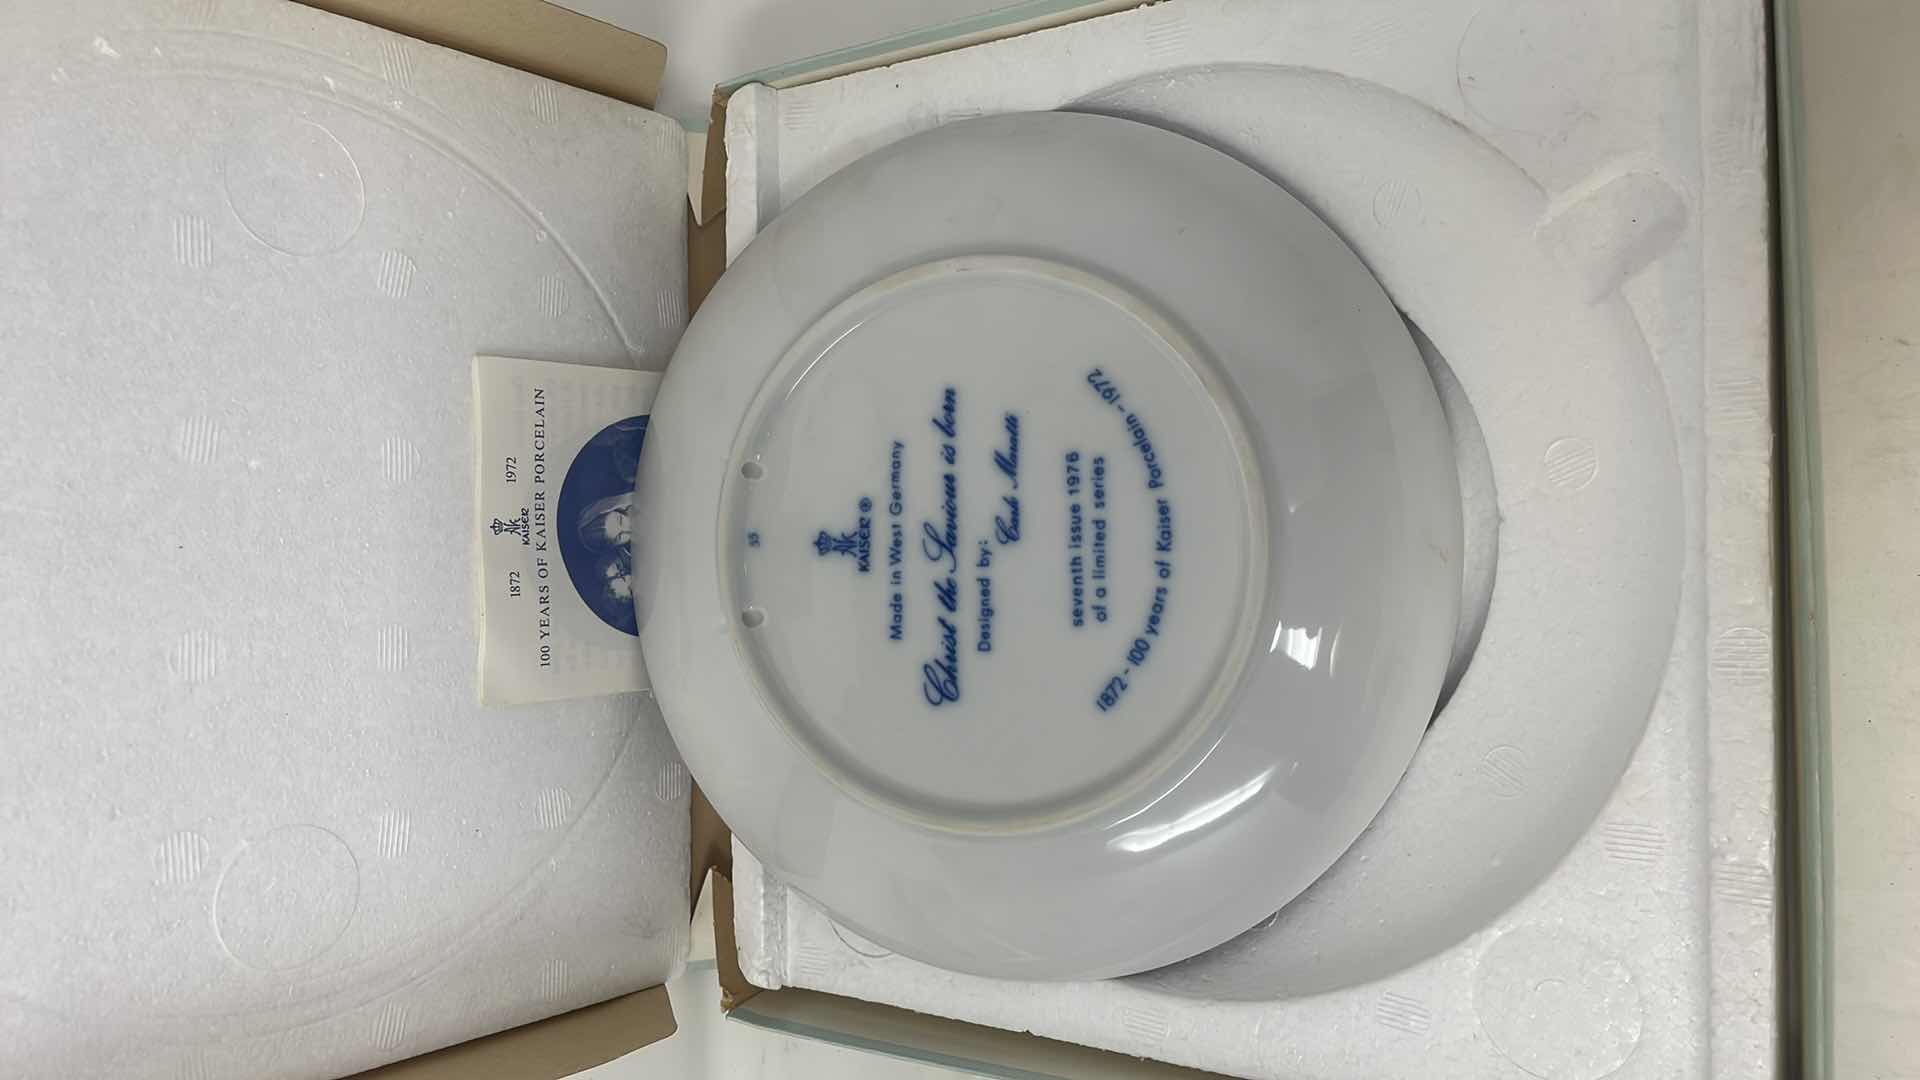 1872 KAISER 1972
100 YEARS OF KAISER PORCELAIN
55
KAISER ®
Made in West Germany
Christ the Saviour is born
Designed by:
seventh issue 1976
of a limited series
1872 - 100 years of Kaiser Porcelain - 1972